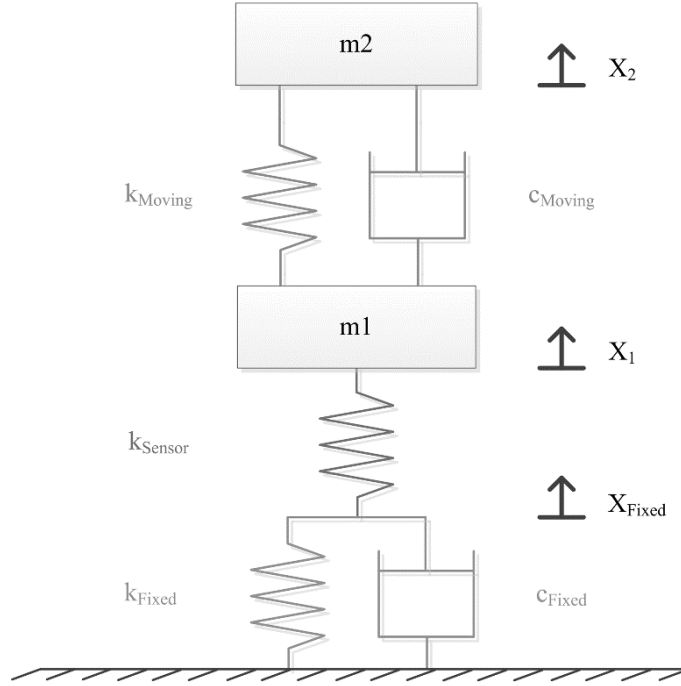 m2
X2
kMoving
cMoving
m1
X1
kSensor
XFixed
kFixed
cFixed